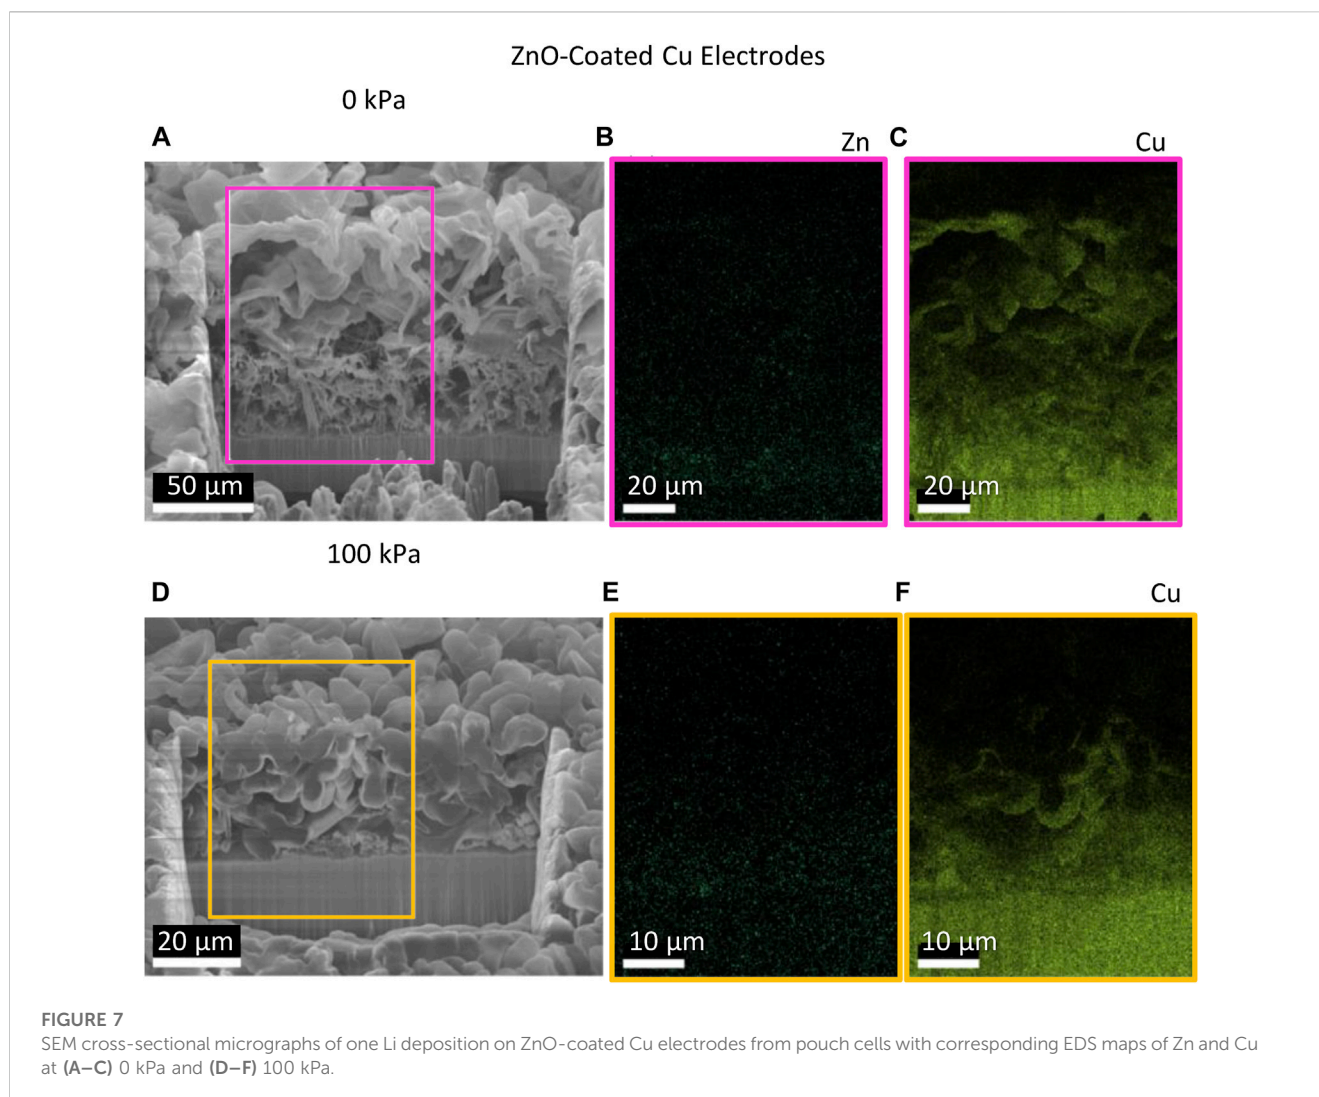 ZnO-Coated Cu Electrodes
0 kPa
A
B
Zn
C
Cu
50 µm
20 µm
20 µm
100 kPa
D
E
F
Cu
20 µm
10 µm
10 µm
FIGURE 7
SEM cross-sectional micrographs of one Li deposition on ZnO-coated Cu electrodes from pouch cells with corresponding EDS maps of Zn and Cu
at (A–C) 0 kPa and (D–F) 100 kPa.